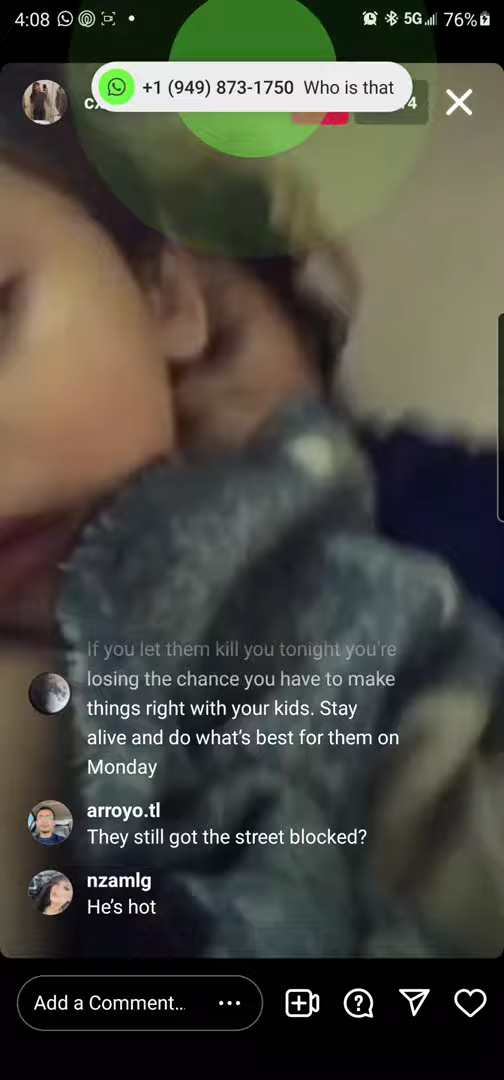 4:08
5G
76%
+1 (949) 873-1750 Who is that
If you let them kill you tonight you're
losing the chance you have to make
things right with your kids. Stay
alive and do what's best for them on
Monday
arroyo.tl
They still got the street blocked?
nzamlg
He's hot
Add a Comment...